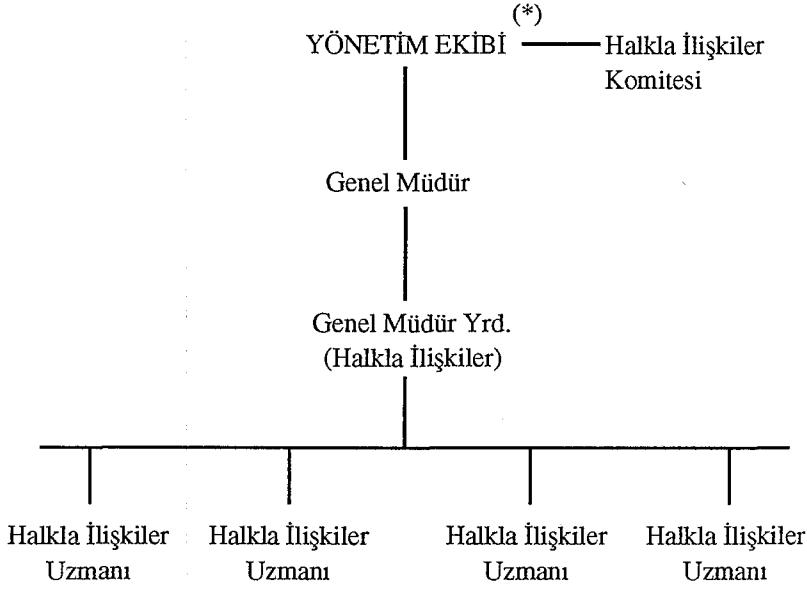 (*)
YÖNETİM EKİBİ Halkla İlişkiler
Komitesi
Genel Müdür
Genel Müdür Yrd.
(Halkla İlişkiler)
Halkla İlişkiler Halkla İlişkiler Halkla İlişkiler Halkla İlişkiler
Uzmanı Uzmanı Uzmanı Uzmanı